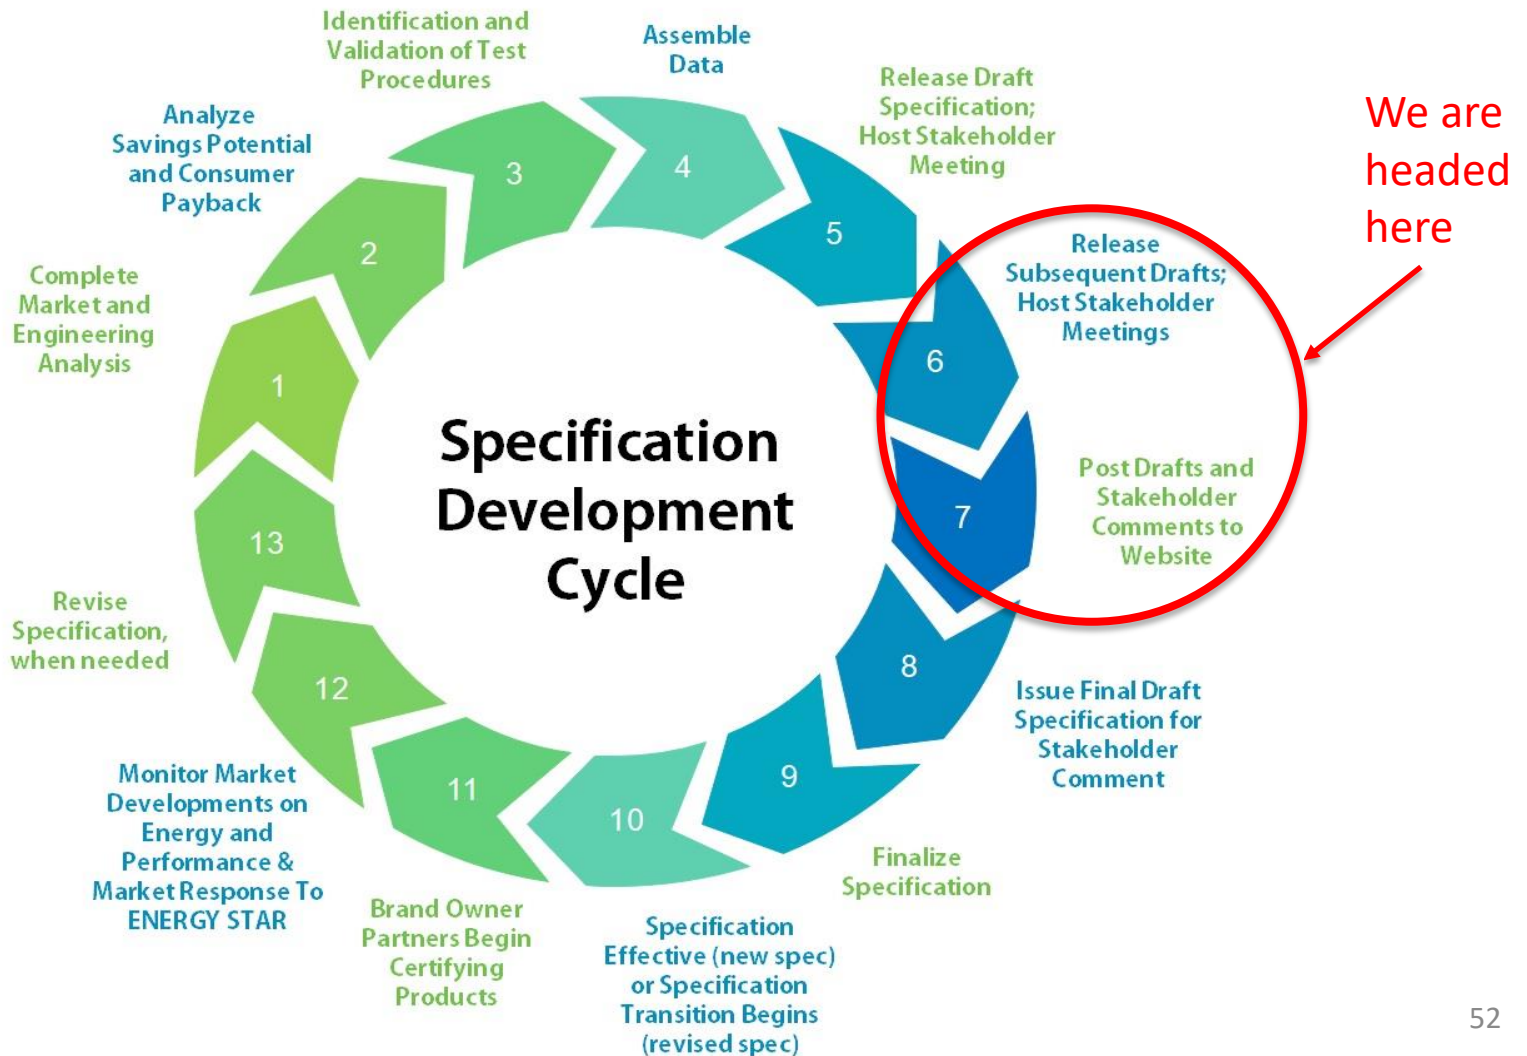 Identification and
Validation of Test
Procedures
Assemble
Data
Release Draft
Specification;
Host Stakeholder
Meeting
We are
headed
here
Analyze
Savings Potential
and Consumer
Payback
3
4
5
2
Release
Subsequent Drafts;
Host Stakeholder
Meetings
Complete
Market and
Engineering
Analysis
1
6
Specification
Development
Cycle
Post Drafts and
Stakeholder
Comments to
Website
7
13
Revise
Specification,
when needed
12
8
Issue Final Draft
Specification for
Stakeholder
Comment
Monitor Market
Developments on
Energy and
Performance &
Market Response To
ENERGY STAR
11
10
9
Finalize
Specification
Brand Owner
Partners Begin
Certifying
Products
Specification
Effective (new spec)
or Specification
Transition Begins
(revised spec)
52